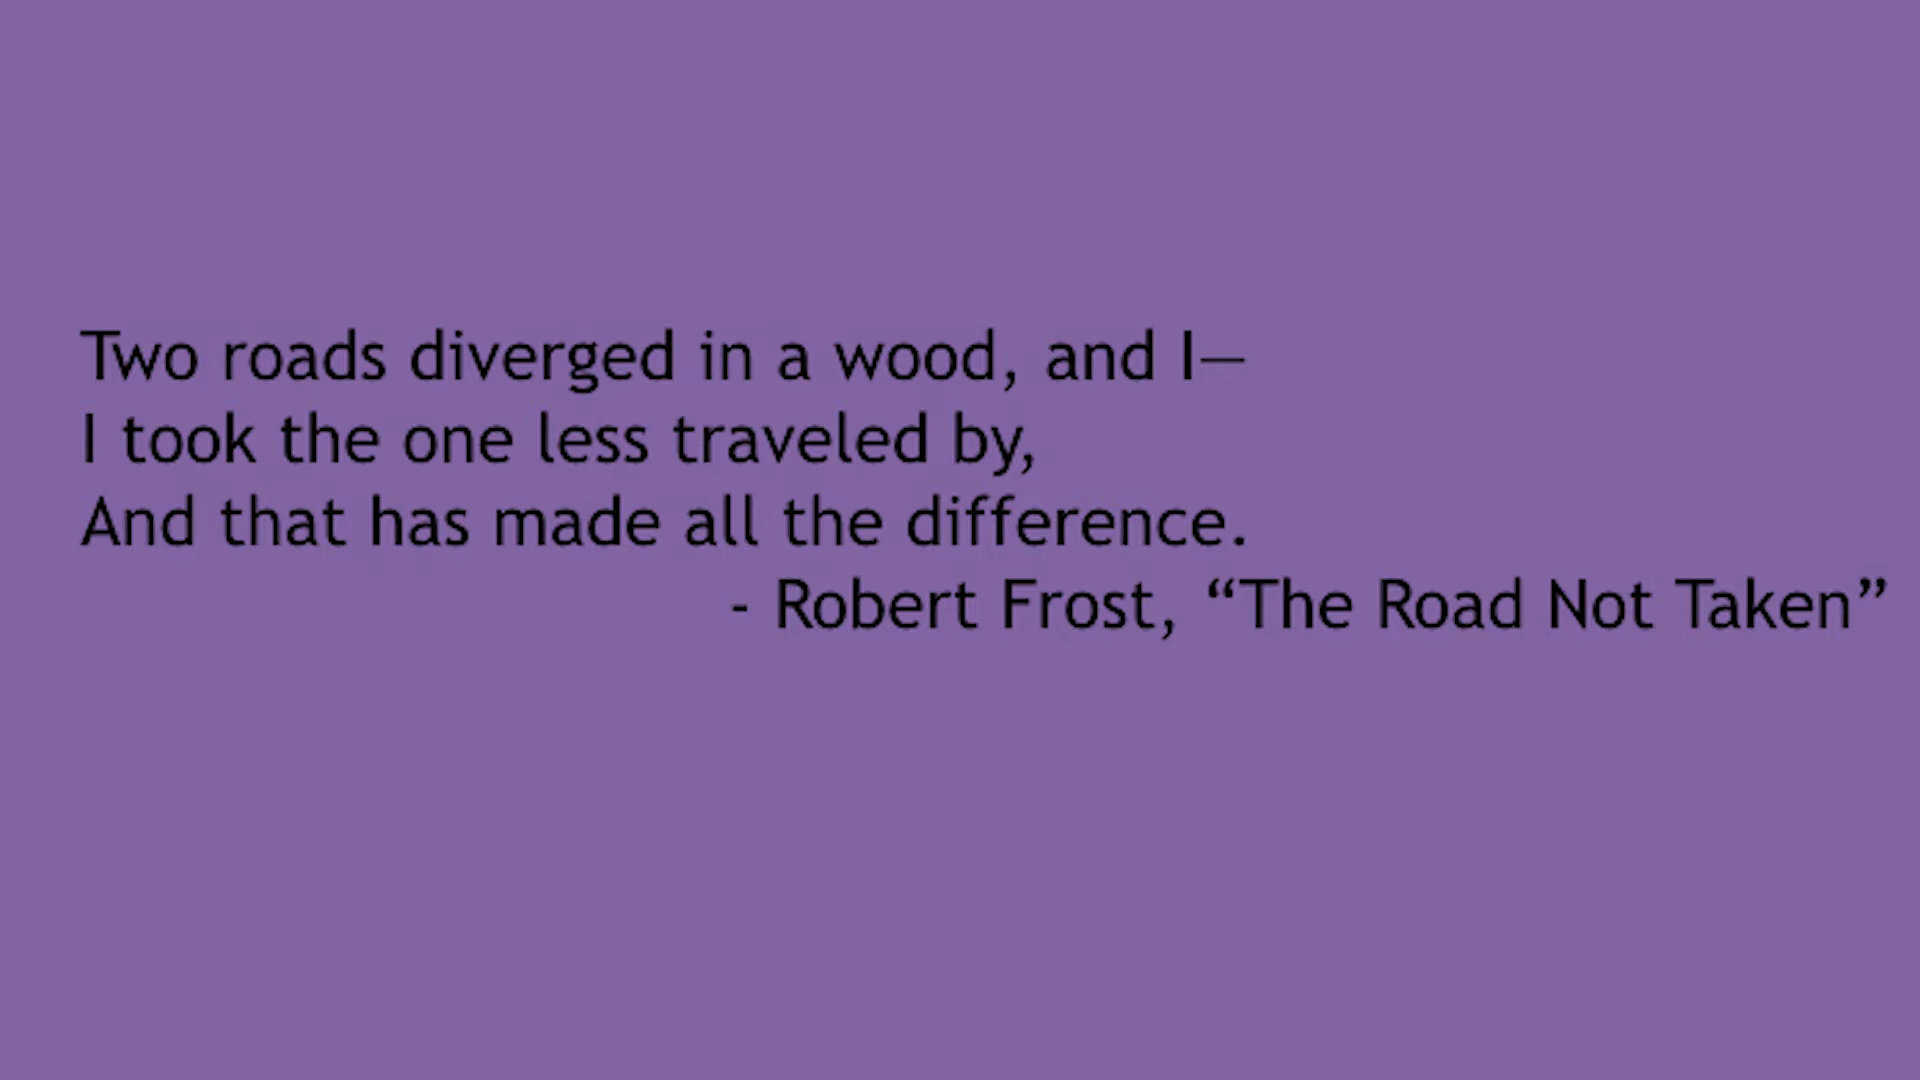 Two roads diverged in a wood, and I—
I took the one less traveled by,
And that has made all the difference.
- Robert Frost, “The Road Not Taken”